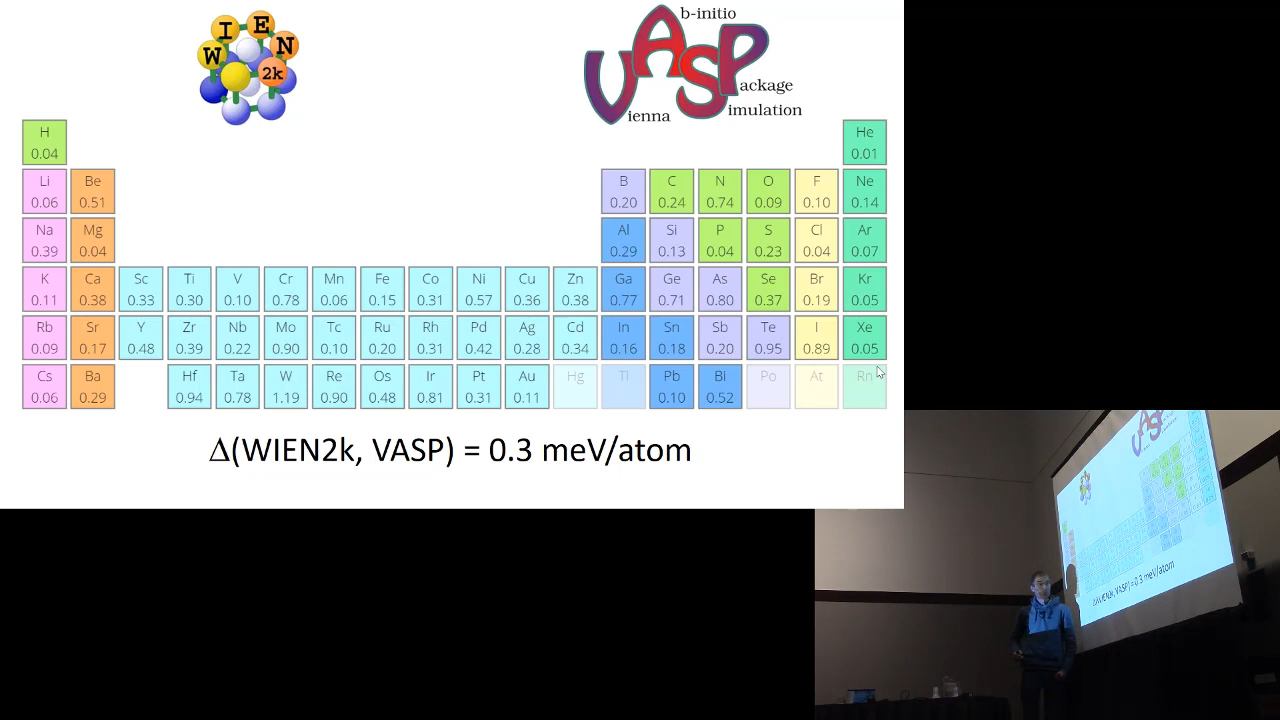 W I E N 2k
VASP
b-initio
ackage
imulation
ienna
H He
0.04 0.01
Li Be B C N O F Ne
0.06 0.51 0.20 0.24 0.74 0.09 0.10 0.14
Na Mg Al Si P S Cl Ar
0.39 0.04 0.29 0.13 0.04 0.23 0.04 0.07
K Ca Sc Ti V Cr Mn Fe Co Ni Cu Zn Ga Ge As Se Br Kr
0.11 0.38 0.33 0.30 0.10 0.78 0.06 0.15 0.31 0.57 0.36 0.38 0.77 0.71 0.80 0.37 0.19 0.05
Rb Sr Y Zr Nb Mo Tc Ru Rh Pd Ag Cd In Sn Sb Te I Xe
0.09 0.17 0.48 0.39 0.22 0.90 0.10 0.20 0.31 0.42 0.28 0.34 0.16 0.18 0.20 0.95 0.89 0.05
Cs Ba Hf Ta W Re Os Ir Pt Au Hg Tl Pb Bi Po At Rn
0.06 0.29 0.94 0.78 1.19 0.90 0.48 0.81 0.31 0.11 0.10 0.52
Δ(WIEN2k, VASP) = 0.3 meV/atom
VASP
Δ(WIEN2k, VASP) = 0.3 meV/atom